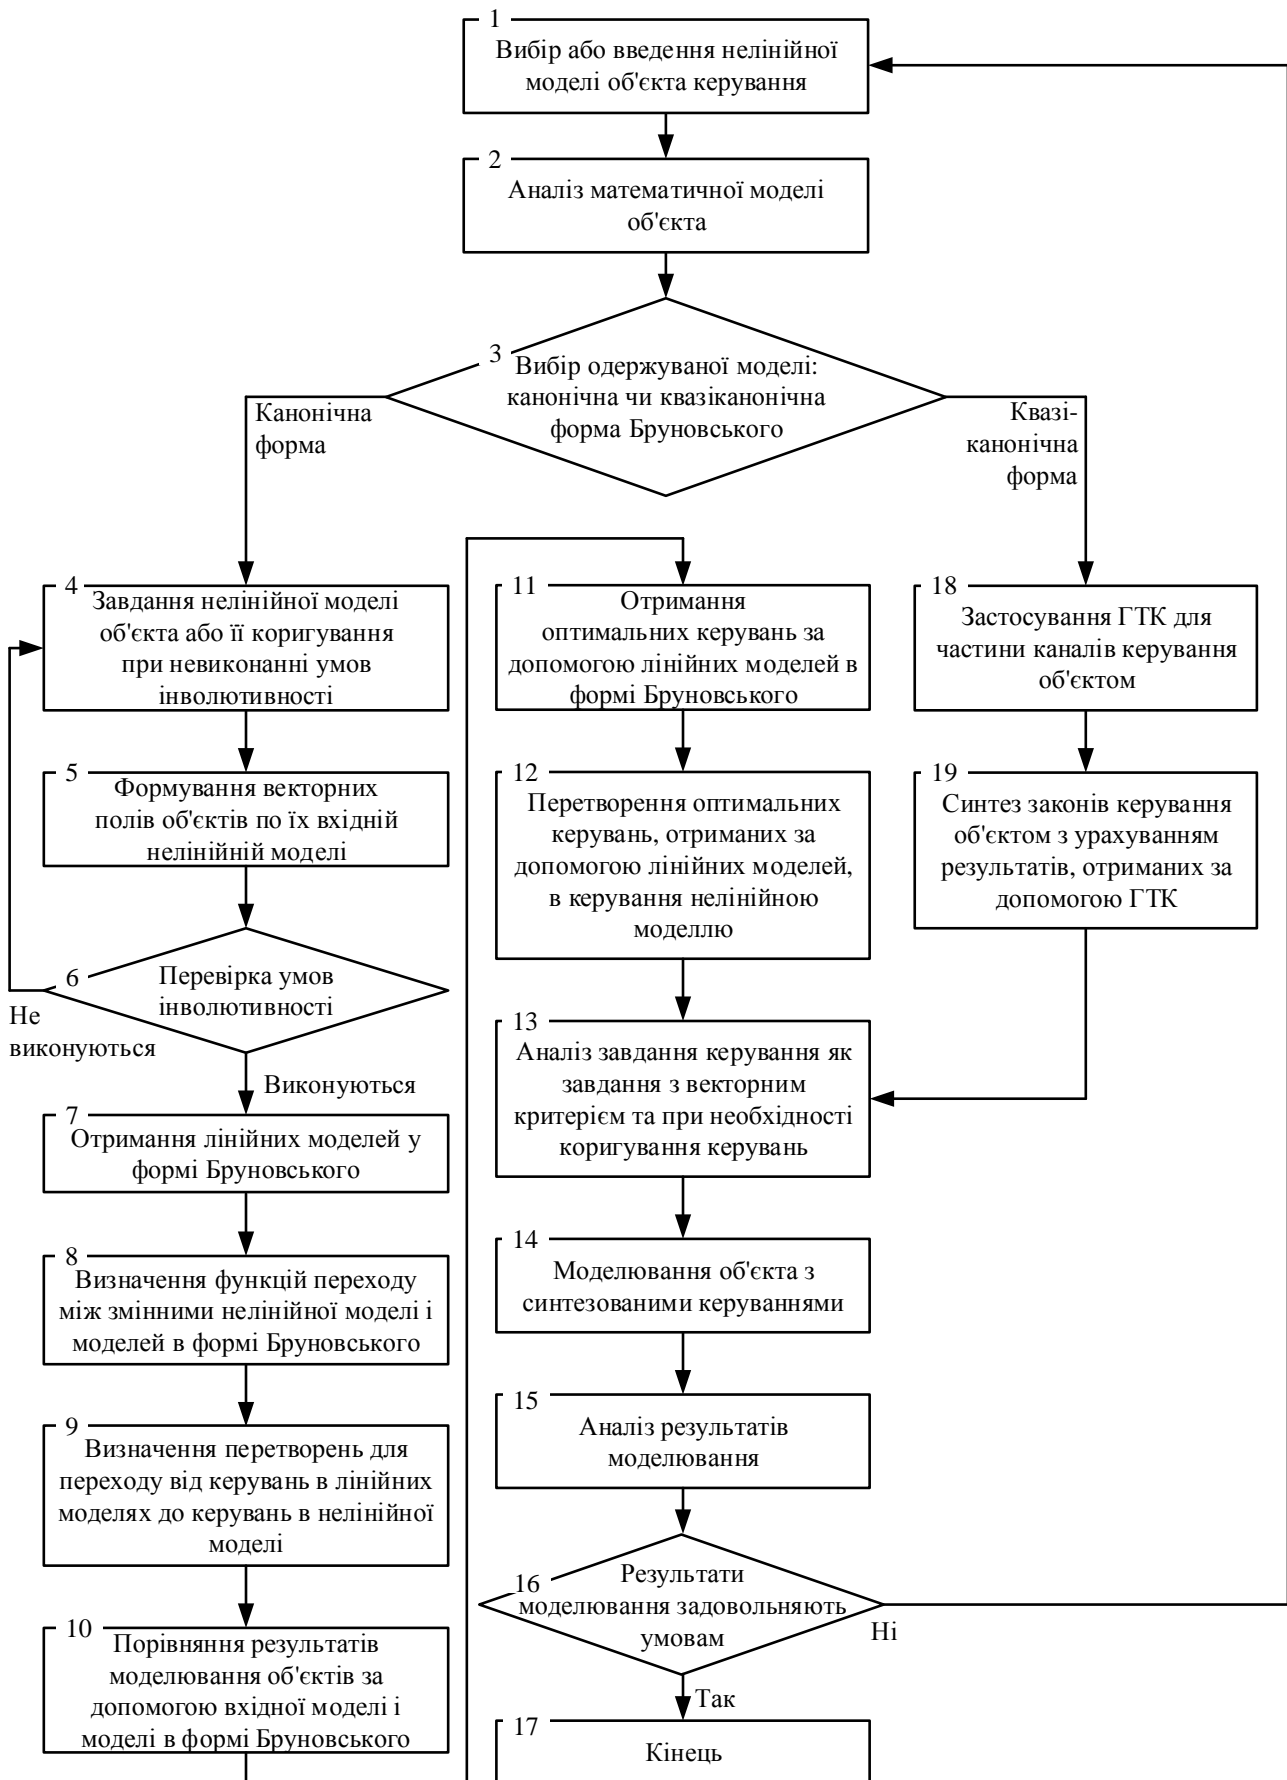 1
Вибір або введення нелінійної
моделі об'єкта керування
2
Аналіз математичної моделі
об'єкта
3
Вибір одержуваної моделі:
канонічна чи квазіканонічна
форма Бруновського
Канонічна
форма
Квазі-
канонічна
форма
4
Завдання нелінійної моделі
об'єкта або її коригування
при невиконанні умов
інволютивності
5
Формування векторних
полів об'єктів по їх вхідній
нелінійній моделі
6
Перевірка умов
інволютивності
Не
виконуються
Виконуються
7
Отримання лінійних моделей у
формі Бруновського
8
Визначення функцій переходу
між змінними нелінійної моделі і
моделей в формі Бруновського
9
Визначення перетворень для
переходу від керувань в лінійних
моделях до керувань в нелінійної
моделі
10
Порівняння результатів
моделювання об'єктів за
допомогою вхідної моделі і
моделі в формі Бруновського
11
Отримання
оптимальних керувань за
допомогою лінійних моделей в
формі Бруновського
12
Перетворення оптимальних
керувань, отриманих за
допомогою лінійних моделей,
в керування нелінійною
моделлю
13
Аналіз завдання керування як
завдання з векторним
критерієм та при необхідності
коригування керувань
14
Моделювання об'єкта з
синтезованими керуваннями
15
Аналіз результатів
моделювання
16
Результати
моделювання задовольняють
умовам
Ні
Так
17
Кінець
18
Застосування ГТК для
частини каналів керування
об'єктом
19
Синтез законів керування
об'єктом з урахуванням
результатів, отриманих за
допомогою ГТК